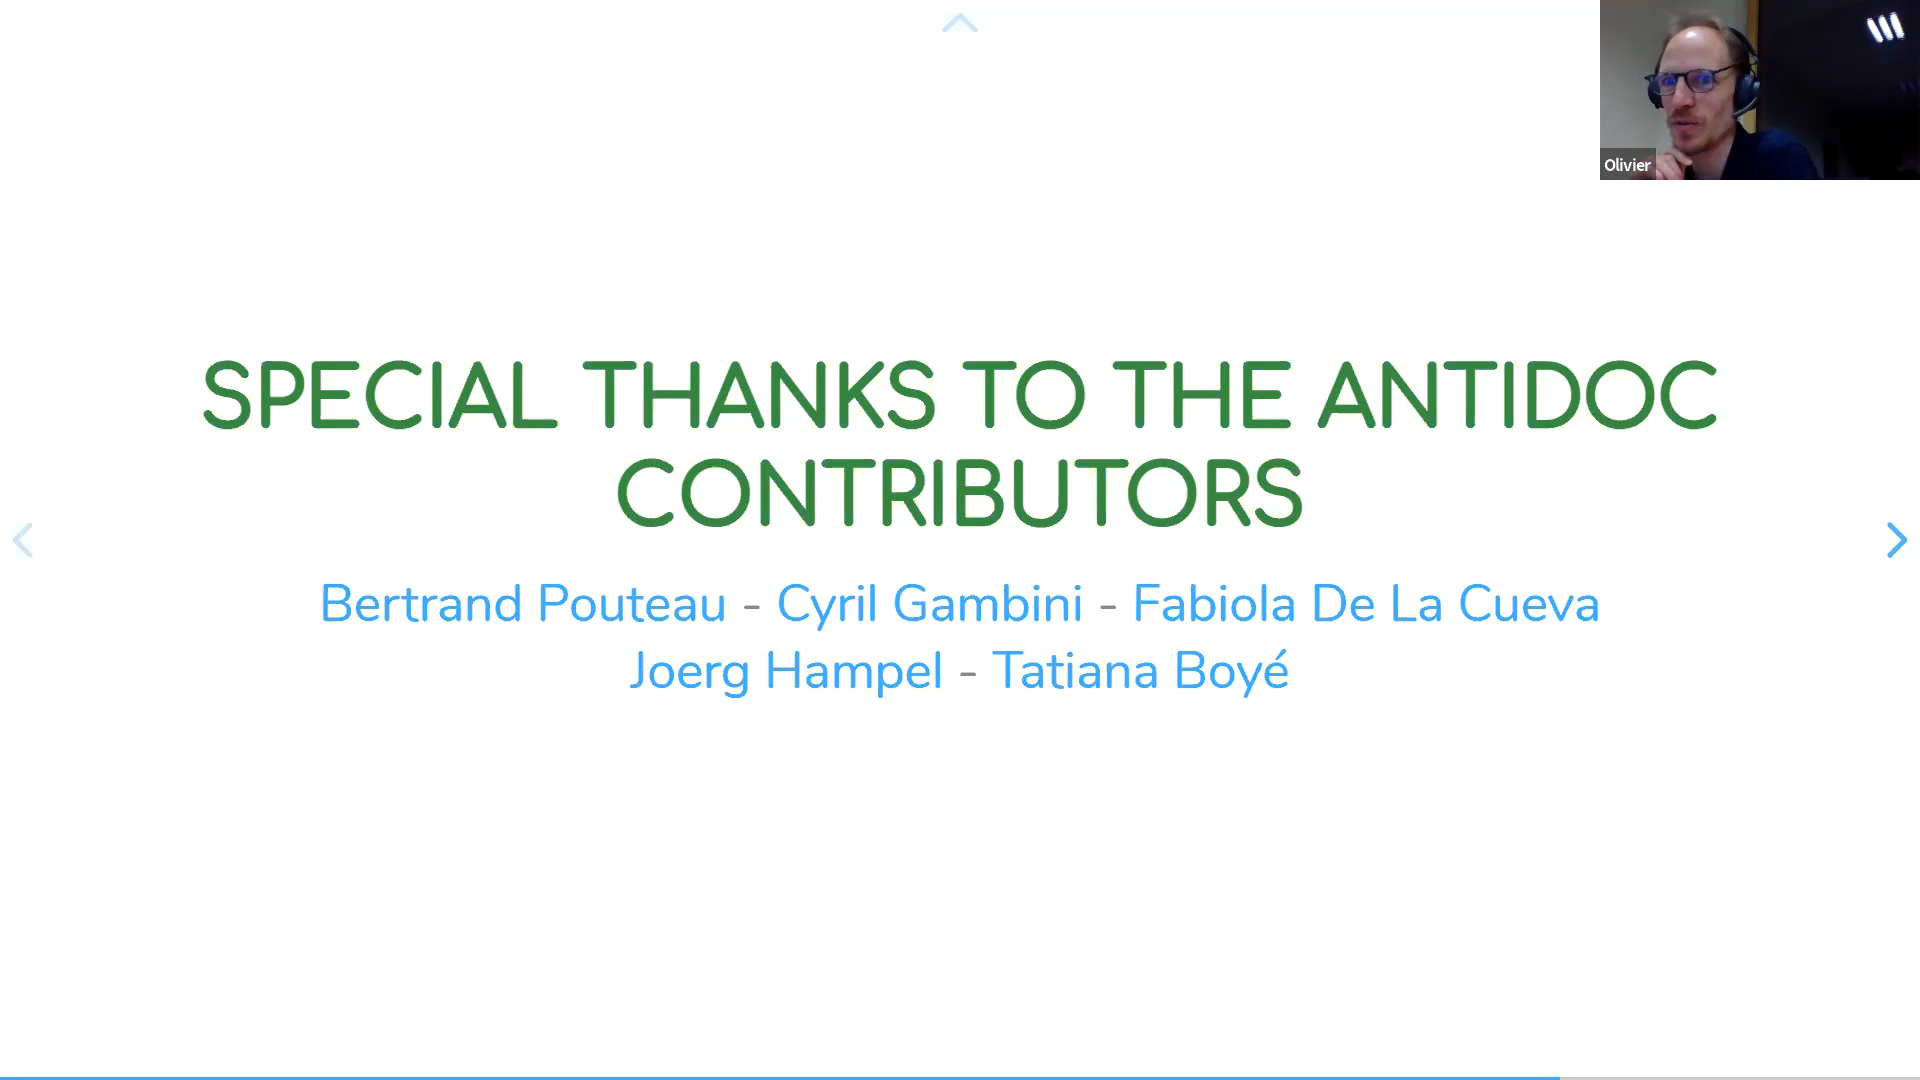 Olivier
SPECIAL THANKS TO THE ANTIDOC
CONTRIBUTORS
Bertrand Pouteau - Cyril Gambini - Fabiola De La Cueva
Joerg Hampel - Tatiana Boyé